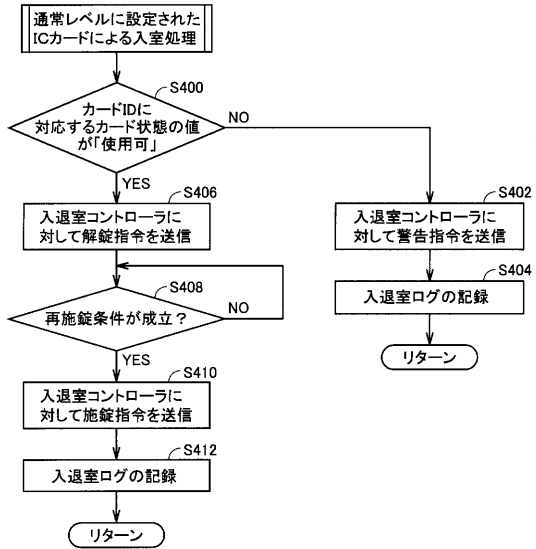 通常レベルに設定された
ICカードによる入室処理
S400
カードIDに
対応するカード状態の値
が「使用可」
NO
YES
S406
入退室コントローラに
対して解錠指令を送信
S402
入退室コントローラに
対して警告指令を送信
S404
入退室ログの記録
リターン
S408
再施錠条件が成立？
NO
YES
S410
入退室コントローラに
対して施錠指令を送信
S412
入退室ログの記録
リターン